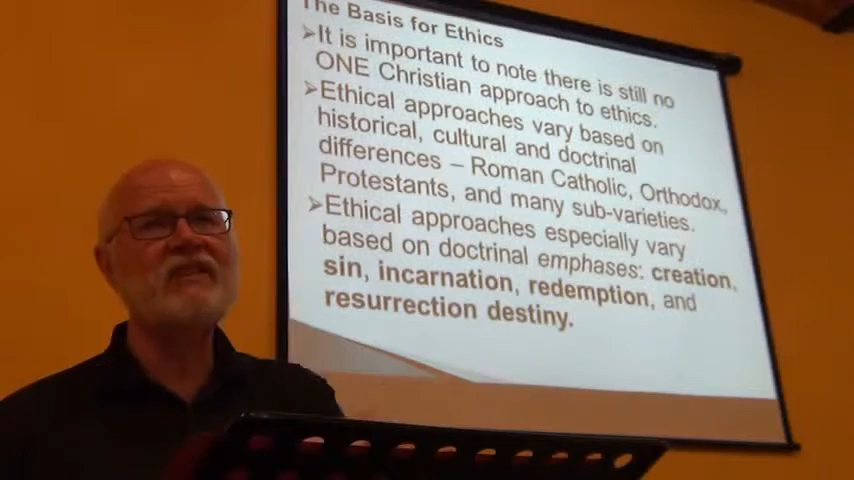 The Basis for Ethics
➢It is important to note there is still no
ONE Christian approach to ethics.
➢Ethical approaches vary based on
historical, cultural and doctrinal
differences – Roman Catholic, Orthodox,
Protestants, and many sub-varieties.
➢Ethical approaches especially vary
based on doctrinal emphases: creation,
sin, incarnation, redemption, and
resurrection destiny.